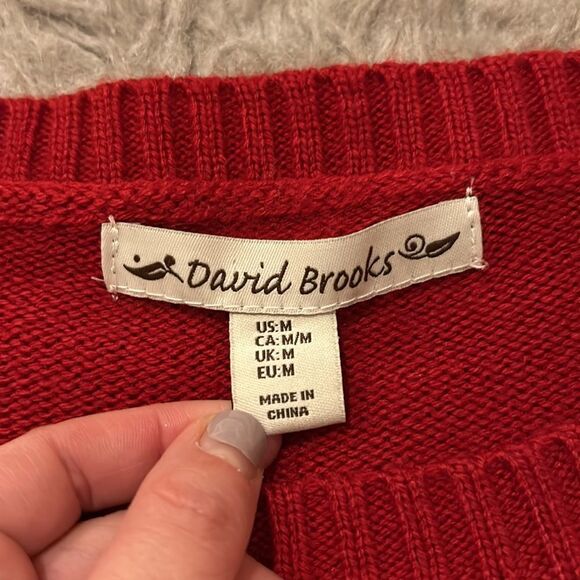 David Brooks
US:M
CA:M/M
UK:M
EU:M
MADE IN
CHINA